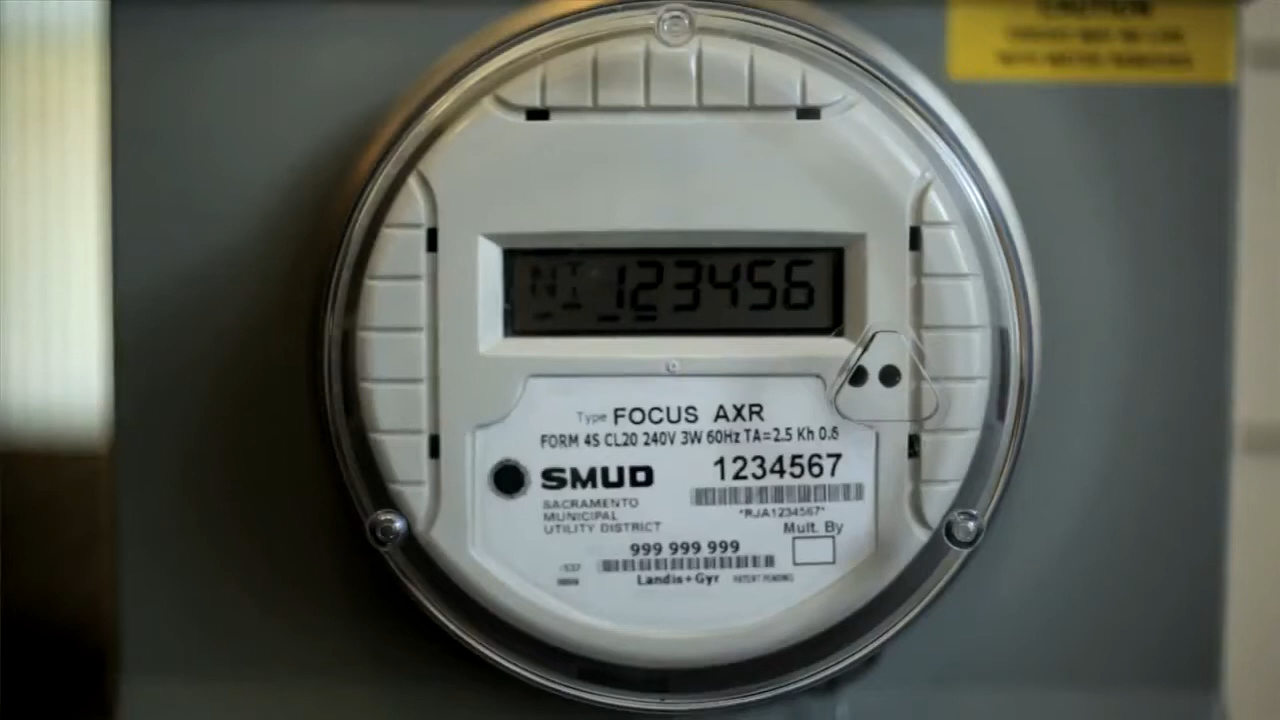 CAUTION
123456
Type FOCUS AXR
FORM 4S CL20 240V 3W 60Hz TA=2.5 Kh 0.6
SMUD
1234567
SACRAMENTO
MUNICIPAL
UTILITY DISTRICT
*RJA1234567*
Mult. By
999 999 999
Landis+Gyr PATENT PENDING